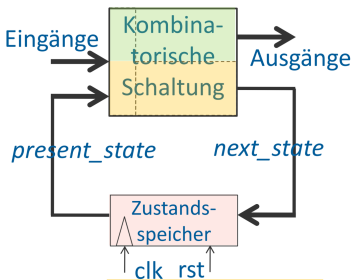 Kombina-
torische
Schaltung
Eingänge
Ausgänge
present_state
next_state
Zustands-
speicher
clk rst